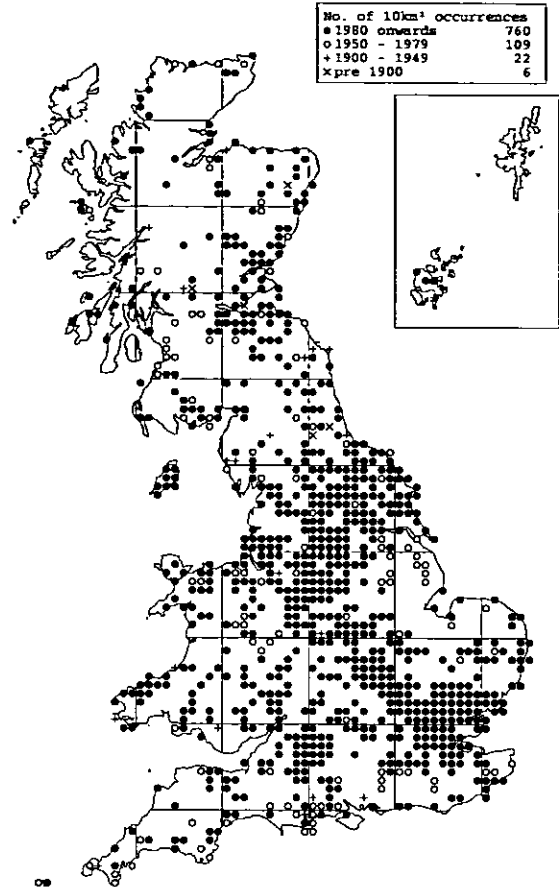 No. of 10km² occurrences
● 1980 onwards 760
○ 1950 - 1979 109
+ 1900 - 1949 22
× pre 1900 6